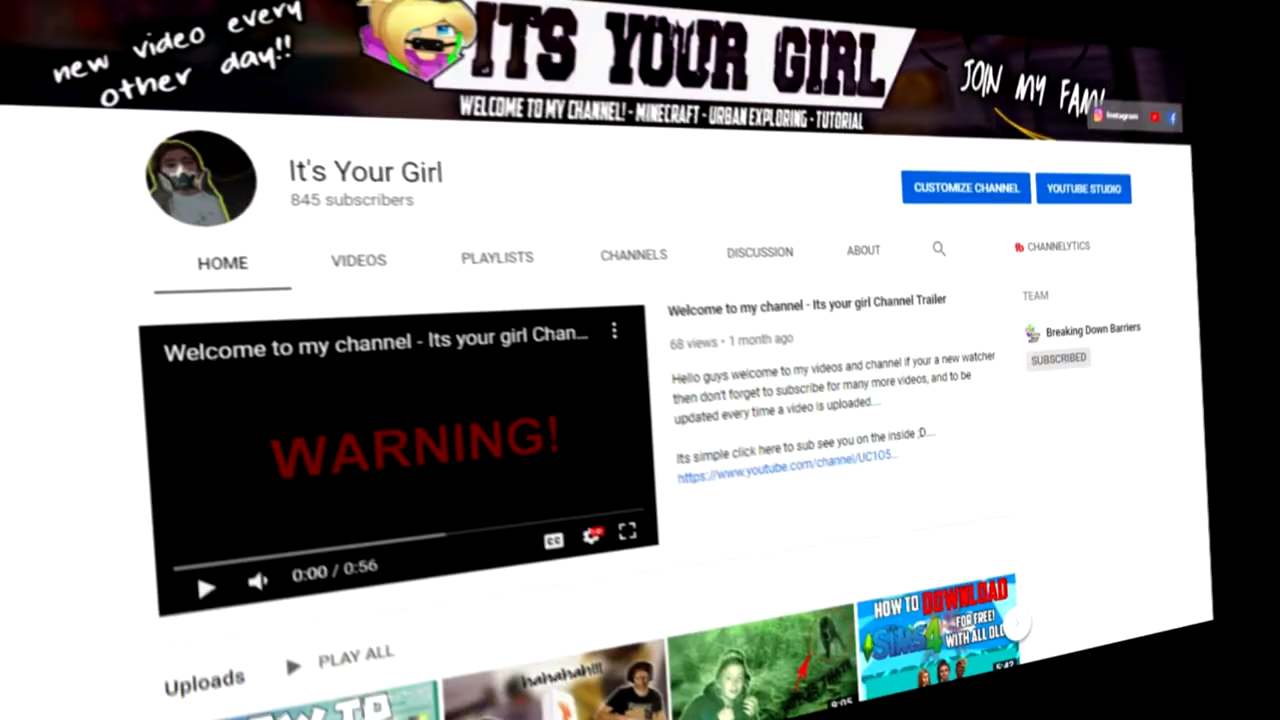 new video every
other day!!
ITS YOUR GIRL
WELCOME TO MY CHANNEL! - MINECRAFT - URBAN EXPLORING - TUTORIAL
JOIN MY FAM!
Instagram
It's Your Girl
845 subscribers
CUSTOMIZE CHANNEL
YOUTUBE STUDIO
HOME
VIDEOS
PLAYLISTS
CHANNELS
DISCUSSION
ABOUT
CHANNELYTICS
Welcome to my channel - Its your girl Chan...
WARNING!
CC
0:00 / 0:56
Welcome to my channel - Its your girl Channel Trailer
68 views • 1 month ago
Hello guys welcome to my videos and channel if your a new watcher
then don't forget to subscribe for many more videos, and to be
updated every time a video is uploaded....
Its simple click here to sub see you on the inside ;D....
https://www.youtube.com/channel/UC105...
TEAM
Breaking Down Barriers
SUBSCRIBED
Uploads
PLAY ALL
hahahah!!!
9:05
HOW TO DOWNLOAD
SIMS 4
FOR FREE!
WITH ALL DLC
5:42